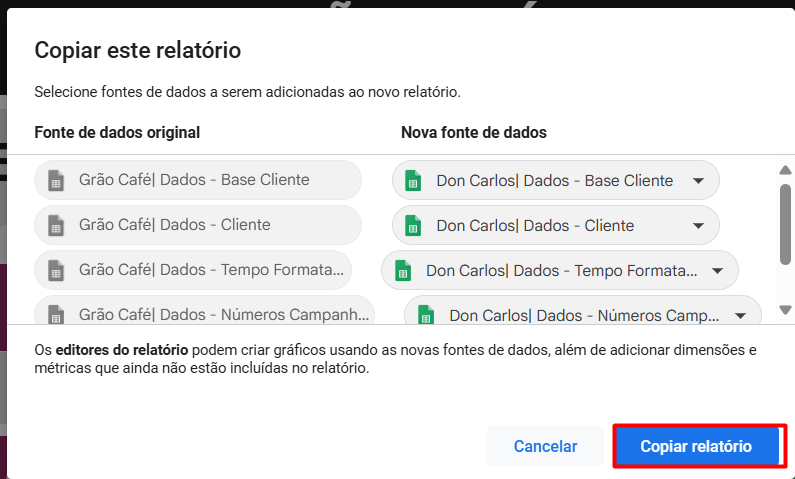 Copiar este relatório
Selecione fontes de dados a serem adicionadas ao novo relatório.
Fonte de dados original Nova fonte de dados
Grão Café| Dados - Base Cliente Don Carlos| Dados - Base Cliente
Grão Café| Dados - Cliente Don Carlos| Dados - Cliente
Grão Café| Dados - Tempo Formata... Don Carlos| Dados - Tempo Formata...
Grão Café| Dados - Números Campanh... Don Carlos| Dados - Números Camp...
Os editores do relatório podem criar gráficos usando as novas fontes de dados, além de adicionar dimensões e
métricas que ainda não estão incluídas no relatório.
Cancelar Copiar relatório